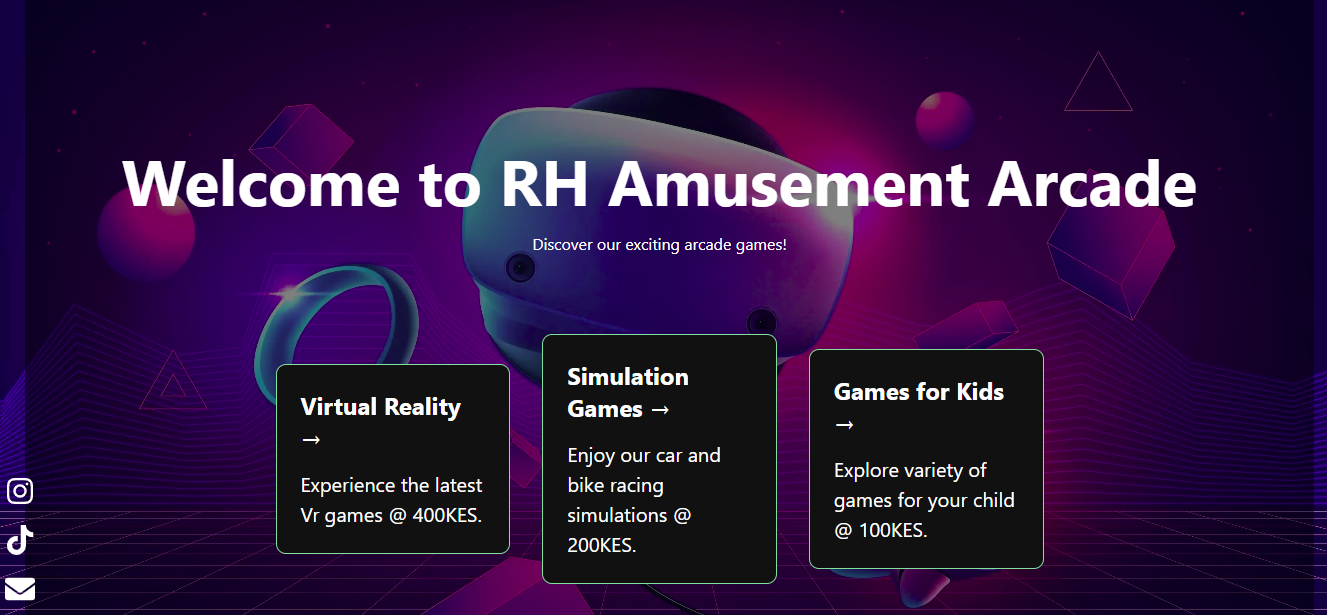 Welcome to RH Amusement Arcade
Discover our exciting arcade games!
Virtual Reality
→
Experience the latest
Vr games @ 400KES.
Simulation
Games →
Enjoy our car and
bike racing
simulations @
200KES.
Games for Kids
→
Explore variety of
games for your child
@ 100KES.